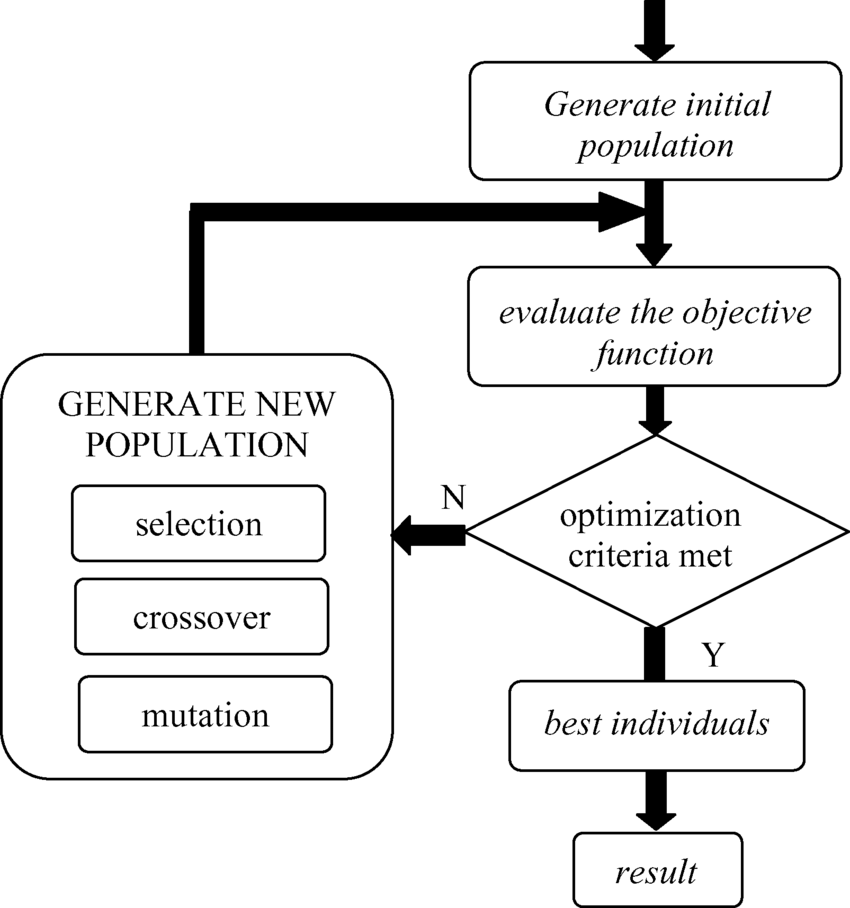 Generate initial
population
evaluate the objective
function
GENERATE NEW
POPULATION
selection
crossover
mutation
N
optimization
criteria met
Y
best individuals
result